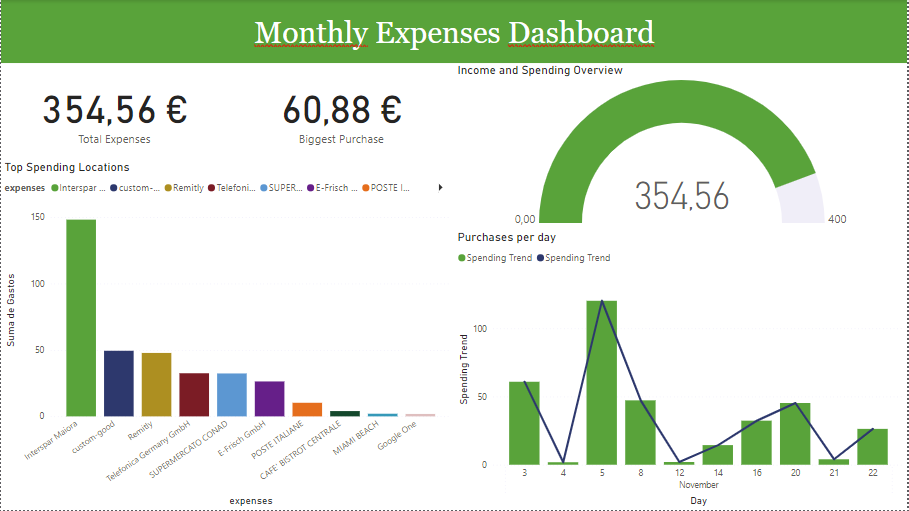 Monthly Expenses Dashboard
354,56 €
Total Expenses
60,88 €
Biggest Purchase
Top Spending Locations
expenses Interspar ... custom-... Remitly Telefoni... SUPER... E-Frisch ... POSTE I...
Suma de Gastos
150
100
50
0
Interspar Maiora
custom-good
Remitly
Telefonica Germany GmbH
SUPERMERCATO CONAD
E-Frisch GmbH
POSTE ITALIANE
CAFE' BISTROT CENTRALE
MIAMI BEACH
Google One
expenses
Income and Spending Overview
354,56
0,00
400
Purchases per day
Spending Trend Spending Trend
Spending Trend
100
50
0
3 4 5 8 12 14 16 20 21 22
November
Day